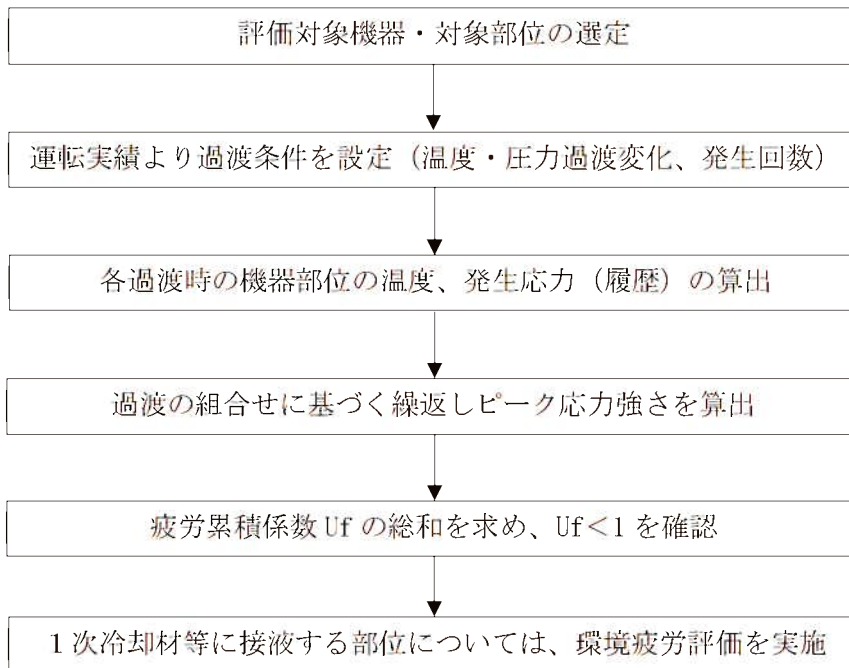 評価対象機器・対象部位の選定
運転実績より過渡条件を設定（温度・圧力過渡変化、発生回数）
各過渡時の機器部位の温度、発生応力（履歴）の算出
過渡の組合せに基づく繰返しピーク応力強さを算出
疲労累積係数 Uf の総和を求め、Uf＜1 を確認
1 次冷却材等に接液する部位については、環境疲労評価を実施